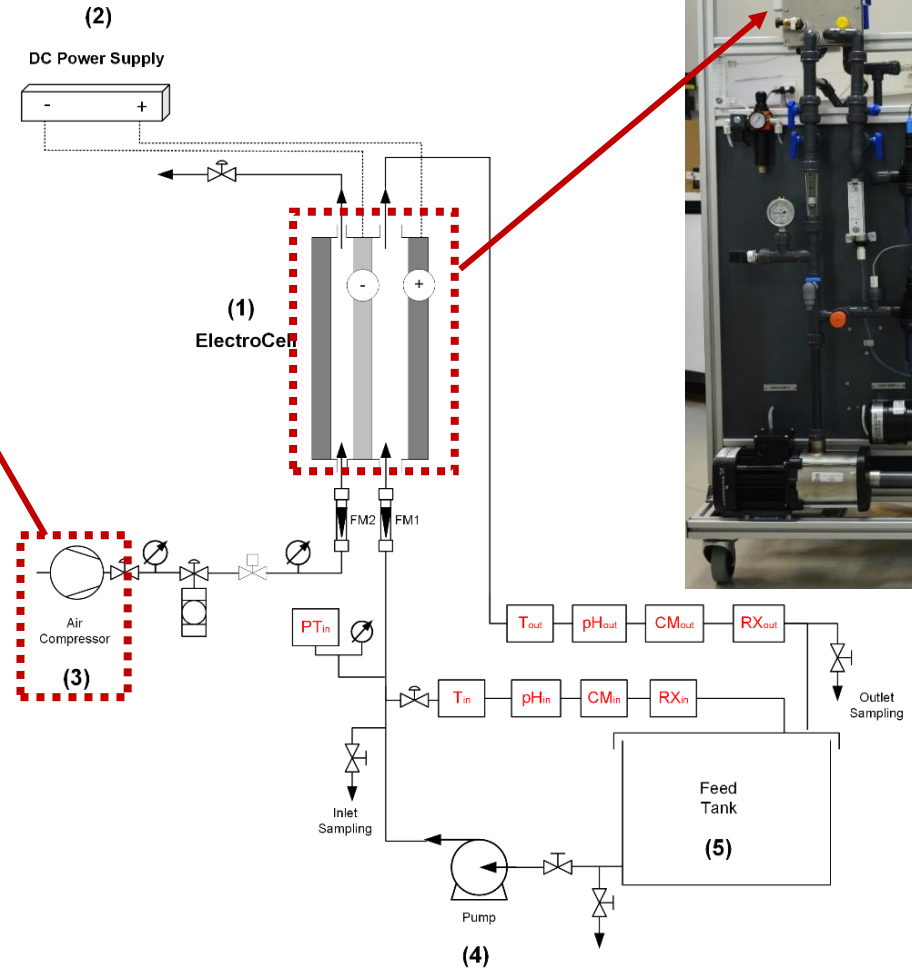 (2)
DC Power Supply
- +
(1)
ElectroCell
- +
FM2 FM1
Air
Compressor
(3)
PTin
Tout pHout CMout RXout
Tin pHin CMin RXin
Outlet
Sampling
Inlet
Sampling
Feed
Tank
(5)
Pump
(4)